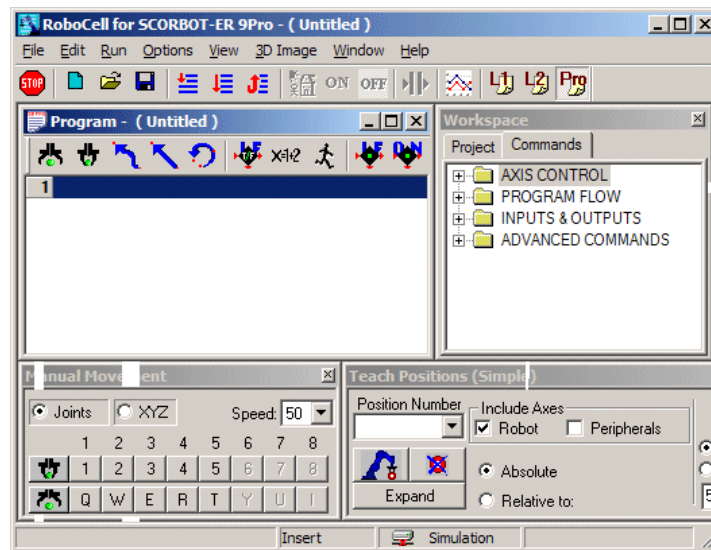 RoboCell for SCORBOT-ER 9Pro - ( Untitled )
File Edit Run Options View 3D Image Window Help
STOP ON OFF L1 L2 Prg
Program - ( Untitled )
X=1+2
1
Workspace
Project Commands
AXIS CONTROL
PROGRAM FLOW
INPUTS & OUTPUTS
ADVANCED COMMANDS
Manual Movement
Joints XYZ Speed: 50
1 2 3 4 5 6 7 8
1 2 3 4 5 6 7 8
Q W E R T Y U I
Teach Positions (Simple)
Position Number
Include Axes
Robot Peripherals
Absolute
Expand
Relative to:
5
Insert Simulation